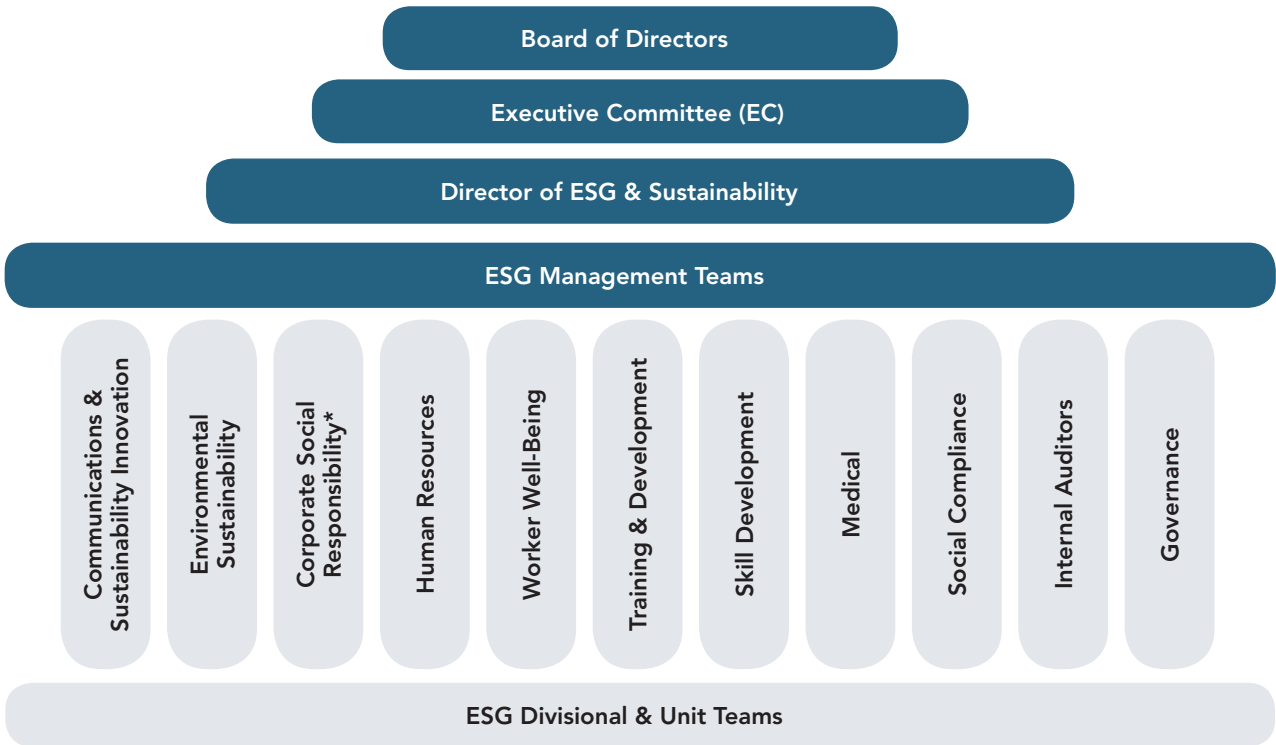 Board of Directors
Executive Committee (EC)
Director of ESG & Sustainability
ESG Management Teams
Communications &
Sustainability Innovation
Environmental
Sustainability
Corporate Social
Responsibility*
Human Resources
Worker Well-Being
Training & Development
Skill Development
Medical
Social Compliance
Internal Auditors
Governance
ESG Divisional & Unit Teams